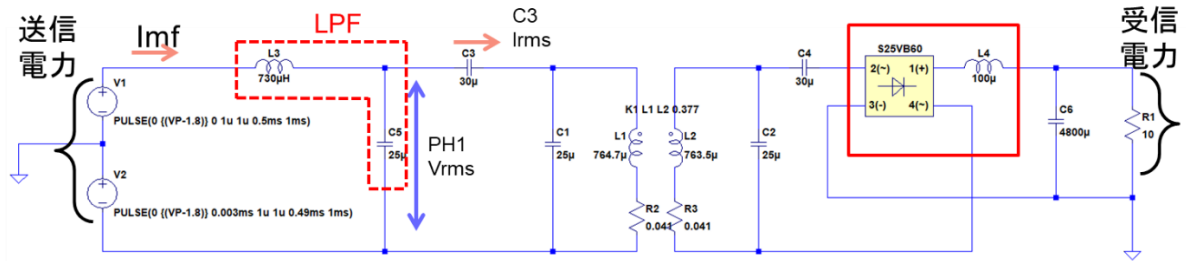 送信
電力
Imf
LPF
C3
Irms
受信
電力
V1
PULSE(0 {(VP-1.8)} 0 1u 1u 0.5ms 1ms)
V2
PULSE(0 {(VP-1.8)} 0.003ms 1u 1u 0.49ms 1ms)
L3
730µH
C5
25µ
PH1
Vrms
C3
30µ
C1
25µ
K1 L1 L2 0.377
L1
764.7µ
L2
763.5µ
R2
0.041
R3
0.041
C2
25µ
C4
30µ
S25VB60
2(~)
1(+)
3(-)
4(~)
L4
100µ
C6
4800µ
R1
10